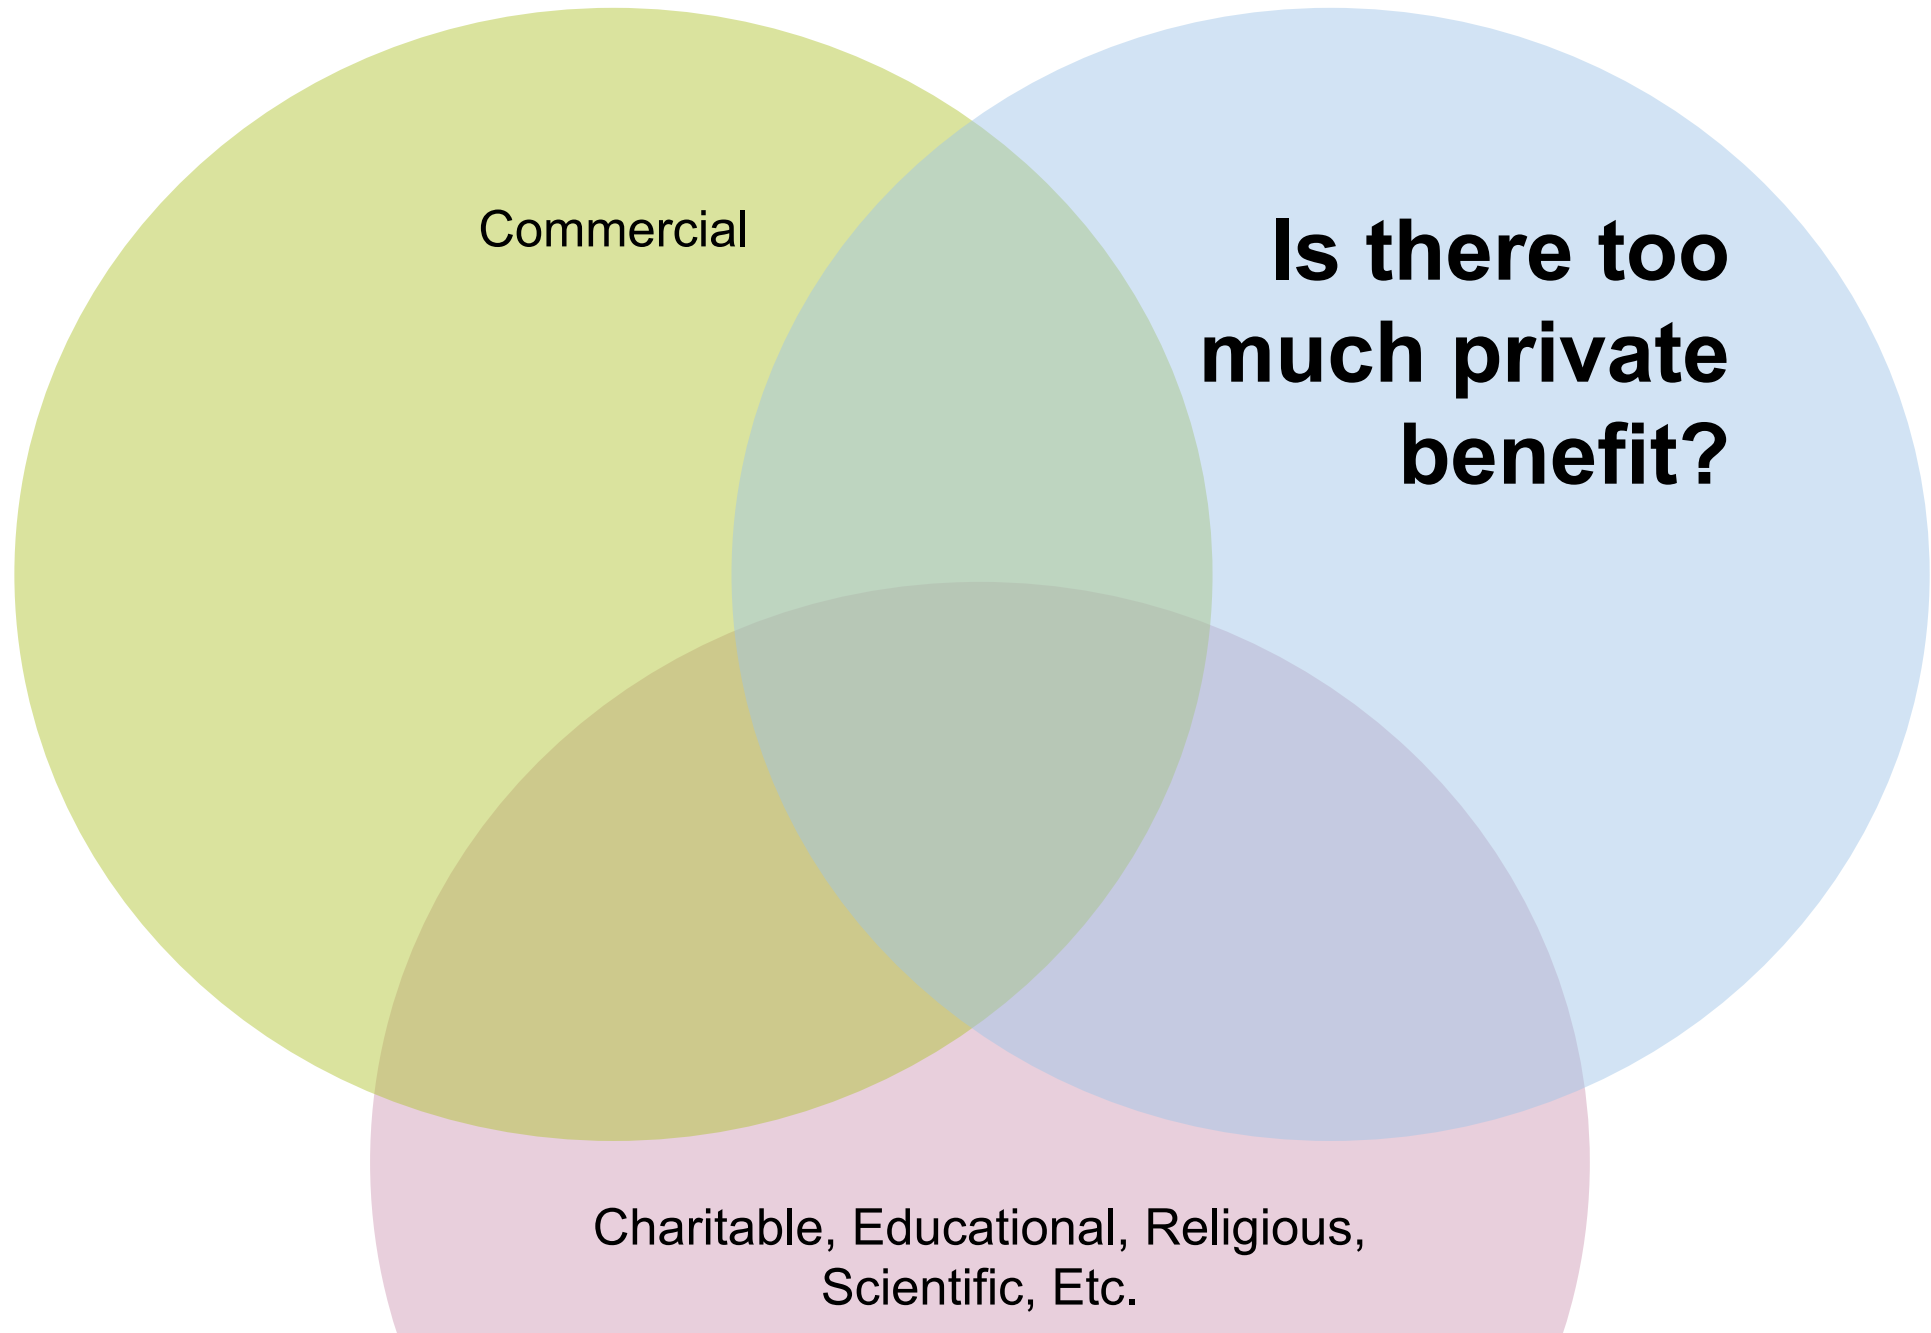 Commercial
Is there too
much private
benefit?
Charitable, Educational, Religious,
Scientific, Etc.